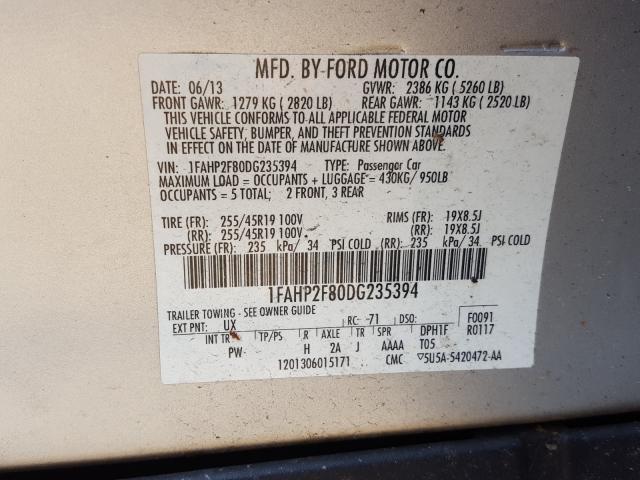 MFD. BY FORD MOTOR CO.
DATE: 06/13 GVWR: 2386 KG ( 5260 LB)
FRONT GAWR: 1279 KG ( 2820 LB) REAR GAWR: 1143 KG ( 2520 LB)
THIS VEHICLE CONFORMS TO ALL APPLICABLE FEDERAL MOTOR
VEHICLE SAFETY, BUMPER, AND THEFT PREVENTION STANDARDS
IN EFFECT ON THE DATE OF MANUFACTURE SHOWN ABOVE.
VIN: 1FAHP2F80DG235394 TYPE: Passenger Car
MAXIMUM LOAD = OCCUPANTS + LUGGAGE = 430KG/ 950LB
OCCUPANTS = 5 TOTAL; 2 FRONT, 3 REAR
TIRE (FR): 255/45R19 100V RIMS (FR): 19X8.5J
(RR): 255/45R19 100V (RR): 19X8.5J
PRESSURE (FR): 235 kPa/ 34 PSI COLD (RR): 235 kPa/ 34 PSI COLD
1FAHP2F80DG235394
TRAILER TOWING - SEE OWNER GUIDE
EXT PNT: UX RC: 71 DSO: F0091
INT TR TP/PS R AXLE TR SPR DPH1F R0117
PW- H 2A J AAAA T05
1201306015171 CMC ▽5U5A-5420472-AA